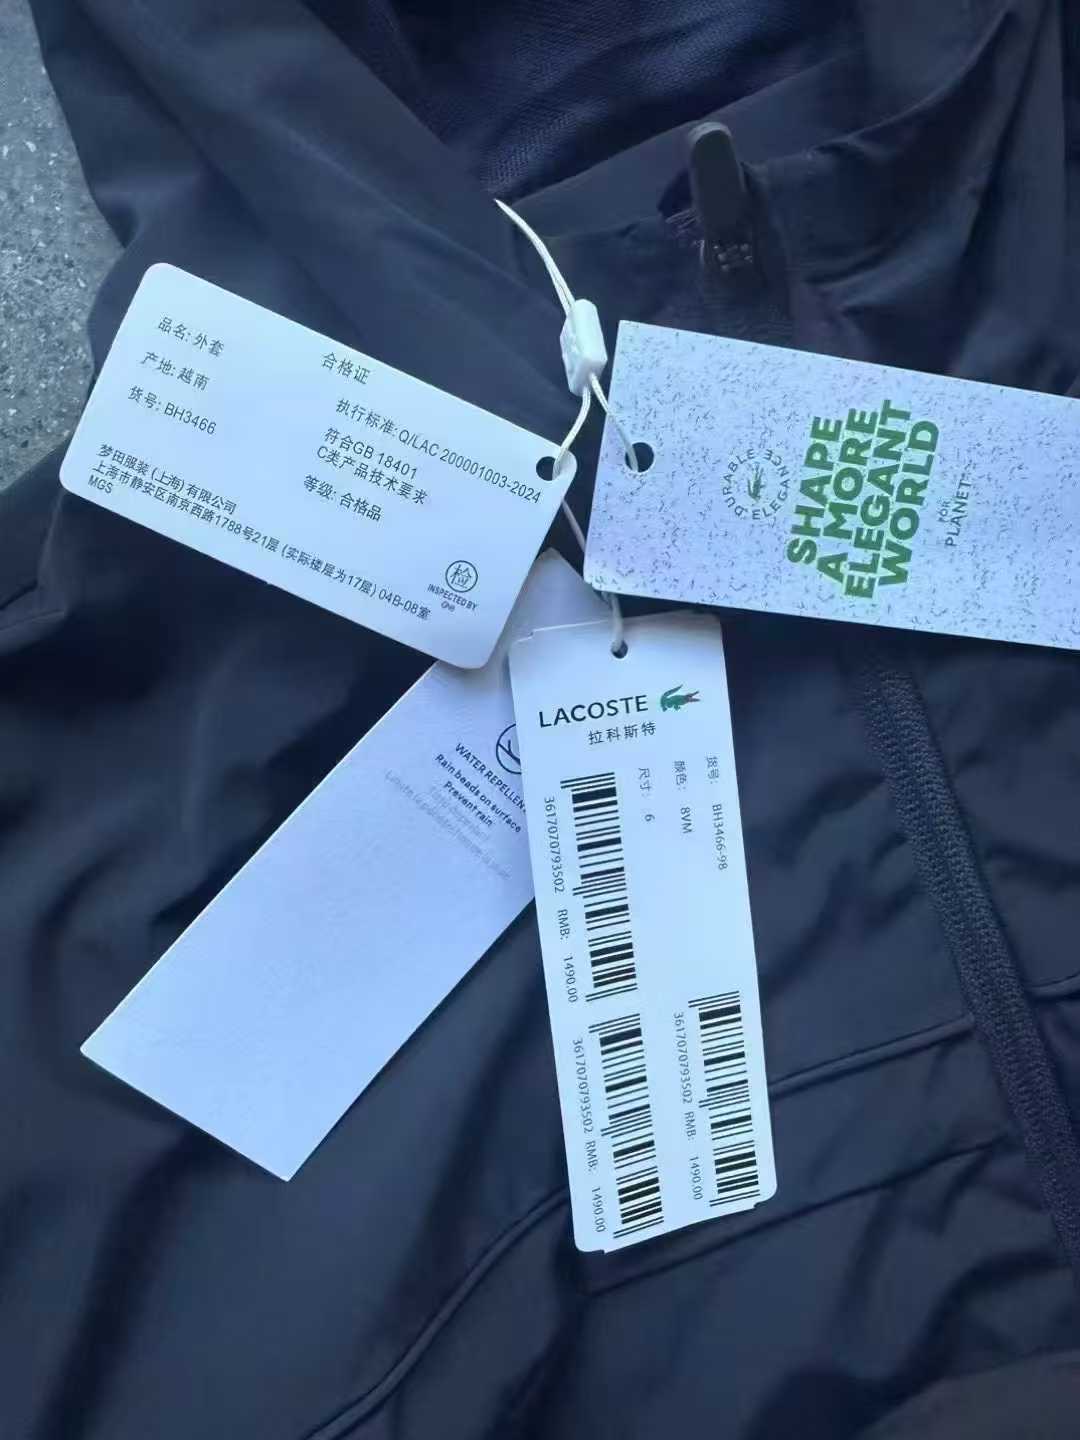 品名: 外套
产地: 越南
货号: BH3466
合格证
执行标准: Q/LAC 200001003-2024
符合GB 18401
C类产品技术要求
等级: 合格品
梦田服装 (上海) 有限公司
上海市静安区南京西路1788号21层 (实际楼层为17层) 04B-08室
MGS
检
INSPECTED BY
DURABLE ELEGANCE
SHAPE
A MORE
ELEGANT
WORLD
FOR
PLANET
WATER REPELLENT
Rain beads on surface
Prevent rain
LACOSTE
拉科斯特
货号: BH3466-98
颜色: 8VM
尺寸: 6
3617070793502 RMB: 1490.00
3617070793502 RMB: 1490.00
3617070793502 RMB: 1490.00